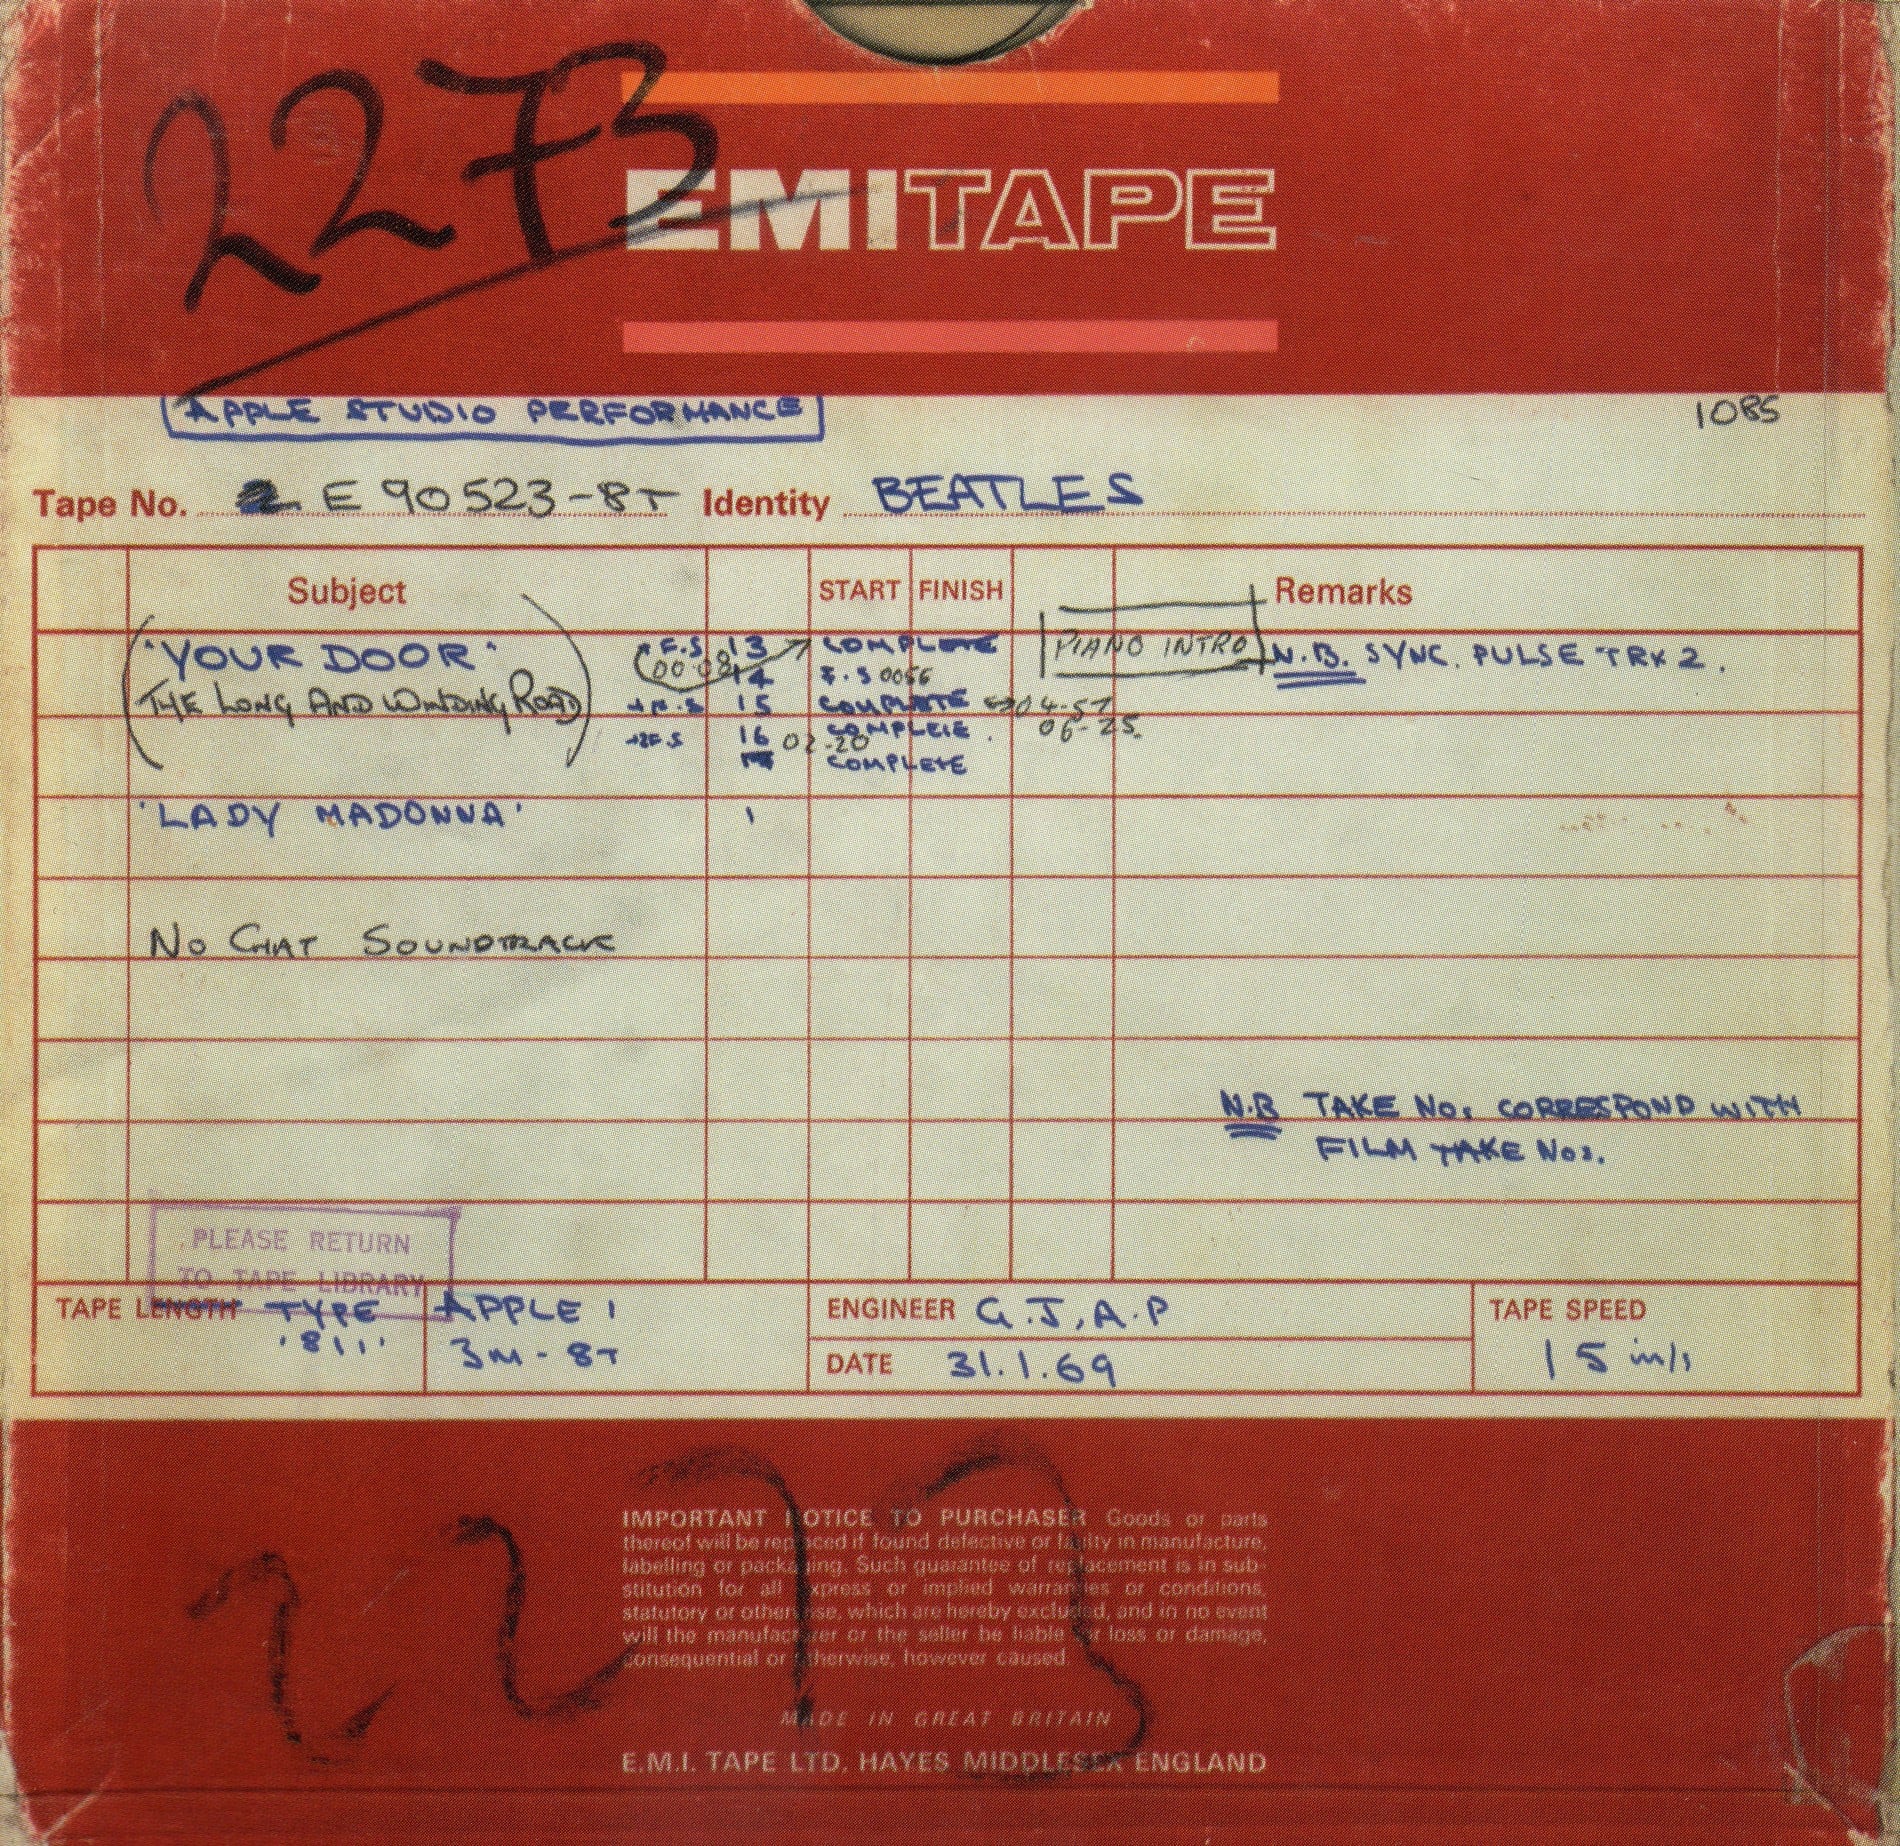 2273
EMITAPE
APPLE STUDIO PERFORMANCE
1085
Tape No. E 90523-8T Identity BEATLES
Subject START FINISH Remarks
'YOUR DOOR' F.S 13 COMPLETE PIANO INTRO N.B. SYNC. PULSE TRK 2.
00-08 14 F.S 0056
THE LONG AND WINDING ROAD + F.S 15 COMPLETE 04-57
+2F.S 16 02-20 COMPLETE. 06-25
COMPLETE
'LADY MADONNA' 1
NO CHAT SOUNDTRACK
N.B TAKE Nos CORRESPOND WITH
FILM TAKE Nos.
PLEASE RETURN
TO TAPE LIBRARY
TAPE LENGTH TYPE APPLE 1 ENGINEER G.J, A.P TAPE SPEED
'811' 3M-8T DATE 31.1.69 15 in/s
2273
IMPORTANT NOTICE TO PURCHASER Goods or parts
thereof will be replaced if found defective or faulty in manufacture,
labelling or packaging. Such guarantee of replacement is in sub-
stitution for all express or implied warranties or conditions,
statutory or otherwise, which are hereby excluded, and in no event
will the manufacturer or the seller be liable for loss or damage,
consequential or otherwise, however caused.
MADE IN GREAT BRITAIN
E.M.I. TAPE LTD. HAYES MIDDLESEX ENGLAND